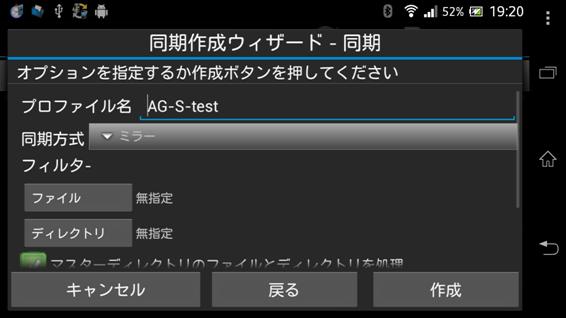 52% 19:20
同期作成ウィザード - 同期
オプションを指定するか作成ボタンを押してください
プロファイル名 AG-S-test
同期方式 ミラー
フィルタ-
ファイル 無指定
ディレクトリ 無指定
マスターディレクトリのファイルとディレクトリを処理
キャンセル 戻る 作成